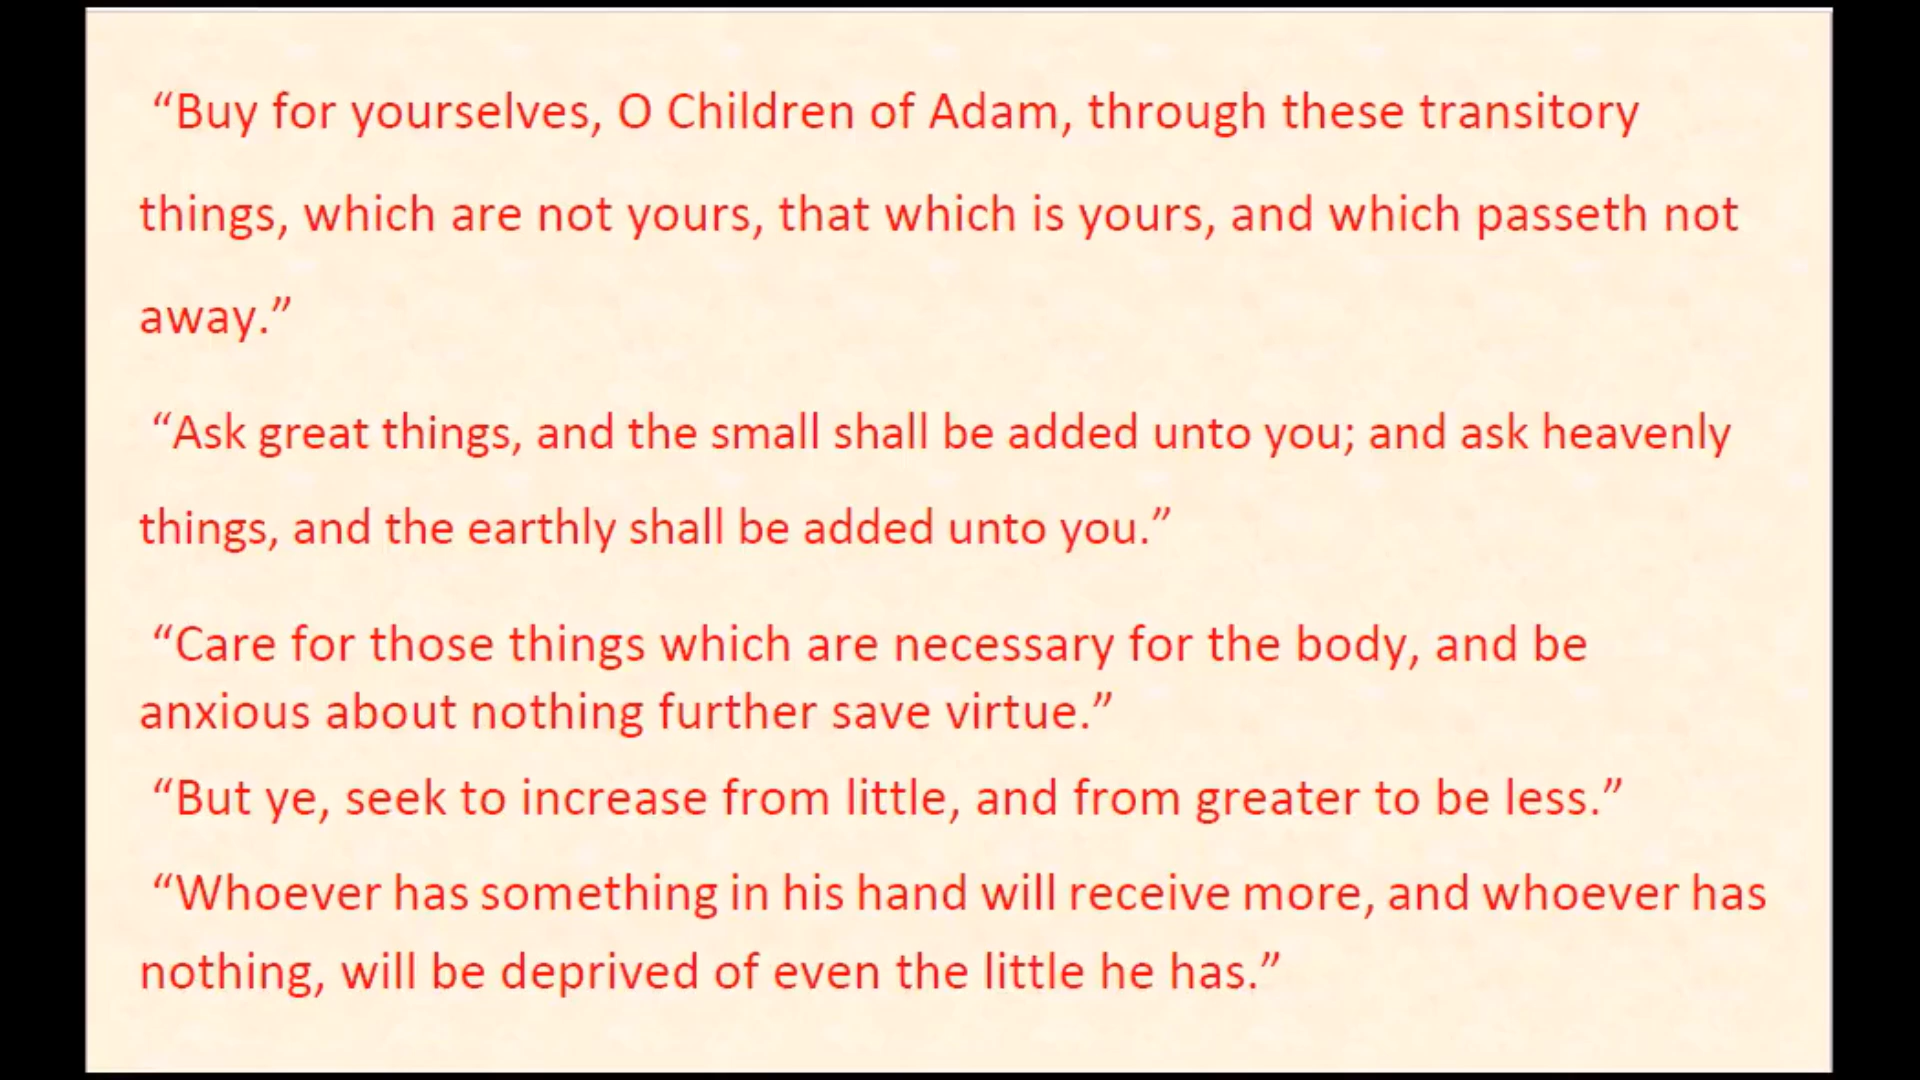 “Buy for yourselves, O Children of Adam, through these transitory
things, which are not yours, that which is yours, and which passeth not
away.”
“Ask great things, and the small shall be added unto you; and ask heavenly
things, and the earthly shall be added unto you.”
“Care for those things which are necessary for the body, and be
anxious about nothing further save virtue.”
“But ye, seek to increase from little, and from greater to be less.”
“Whoever has something in his hand will receive more, and whoever has
nothing, will be deprived of even the little he has.”